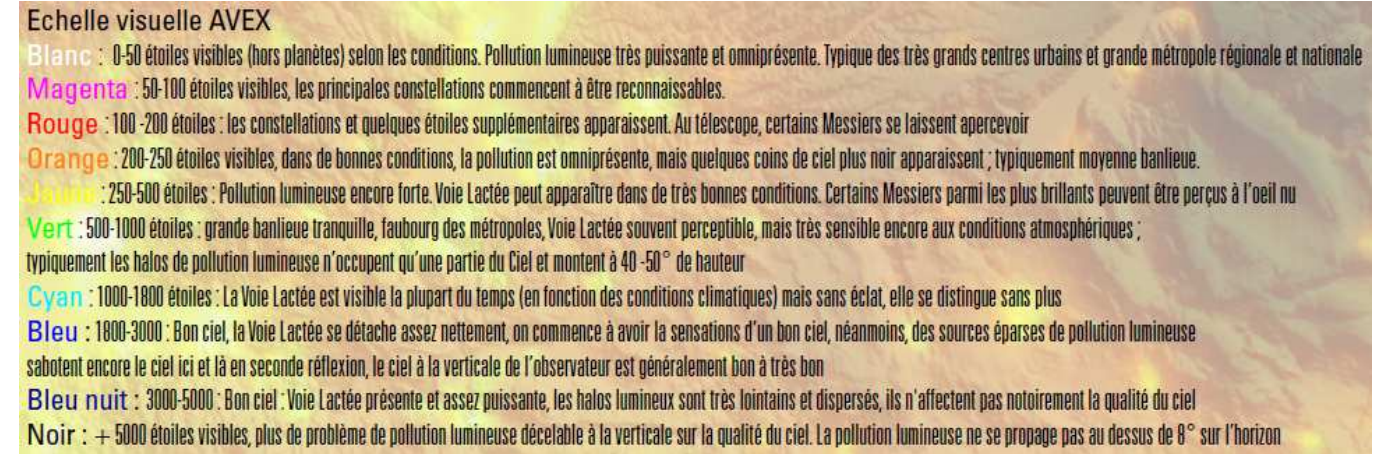 Echelle visuelle AVEX
Blanc : 0-50 étoiles visibles (hors planètes) selon les conditions. Pollution lumineuse très puissante et omniprésente. Typique des très grands centres urbains et grande métropole régionale et nationale
Magenta : 50-100 étoiles visibles, les principales constellations commencent à être reconnaissables.
Rouge : 100 -200 étoiles : les constellations et quelques étoiles supplémentaires apparaissent. Au télescope, certains Messiers se laissent apercevoir
Orange : 200-250 étoiles visibles, dans de bonnes conditions, la pollution est omniprésente, mais quelques coins de ciel plus noir apparaissent ; typiquement moyenne banlieue.
Jaune : 250-500 étoiles : Pollution lumineuse encore forte. Voie Lactée peut apparaître dans de très bonnes conditions. Certains Messiers parmi les plus brillants peuvent être perçus à l'oeil nu
Vert : 500-1000 étoiles : grande banlieue tranquille, faubourg des métropoles, Voie Lactée souvent perceptible, mais très sensible encore aux conditions atmosphériques ;
typiquement les halos de pollution lumineuse n'occupent qu'une partie du Ciel et montent à 40 -50° de hauteur
Cyan : 1000-1800 étoiles : La Voie Lactée est visible la plupart du temps (en fonction des conditions climatiques) mais sans éclat, elle se distingue sans plus
Bleu : 1800-3000 : Bon ciel, la Voie Lactée se détache assez nettement, on commence à avoir la sensations d'un bon ciel, néanmoins, des sources éparses de pollution lumineuse
sabotent encore le ciel ici et là en seconde réflexion, le ciel à la verticale de l'observateur est généralement bon à très bon
Bleu nuit : 3000-5000 : Bon ciel : Voie Lactée présente et assez puissante, les halos lumineux sont très lointains et dispersés, ils n'affectent pas notoirement la qualité du ciel
Noir : + 5000 étoiles visibles, plus de problème de pollution lumineuse décelable à la verticale sur la qualité du ciel. La pollution lumineuse ne se propage pas au dessus de 8° sur l'horizon